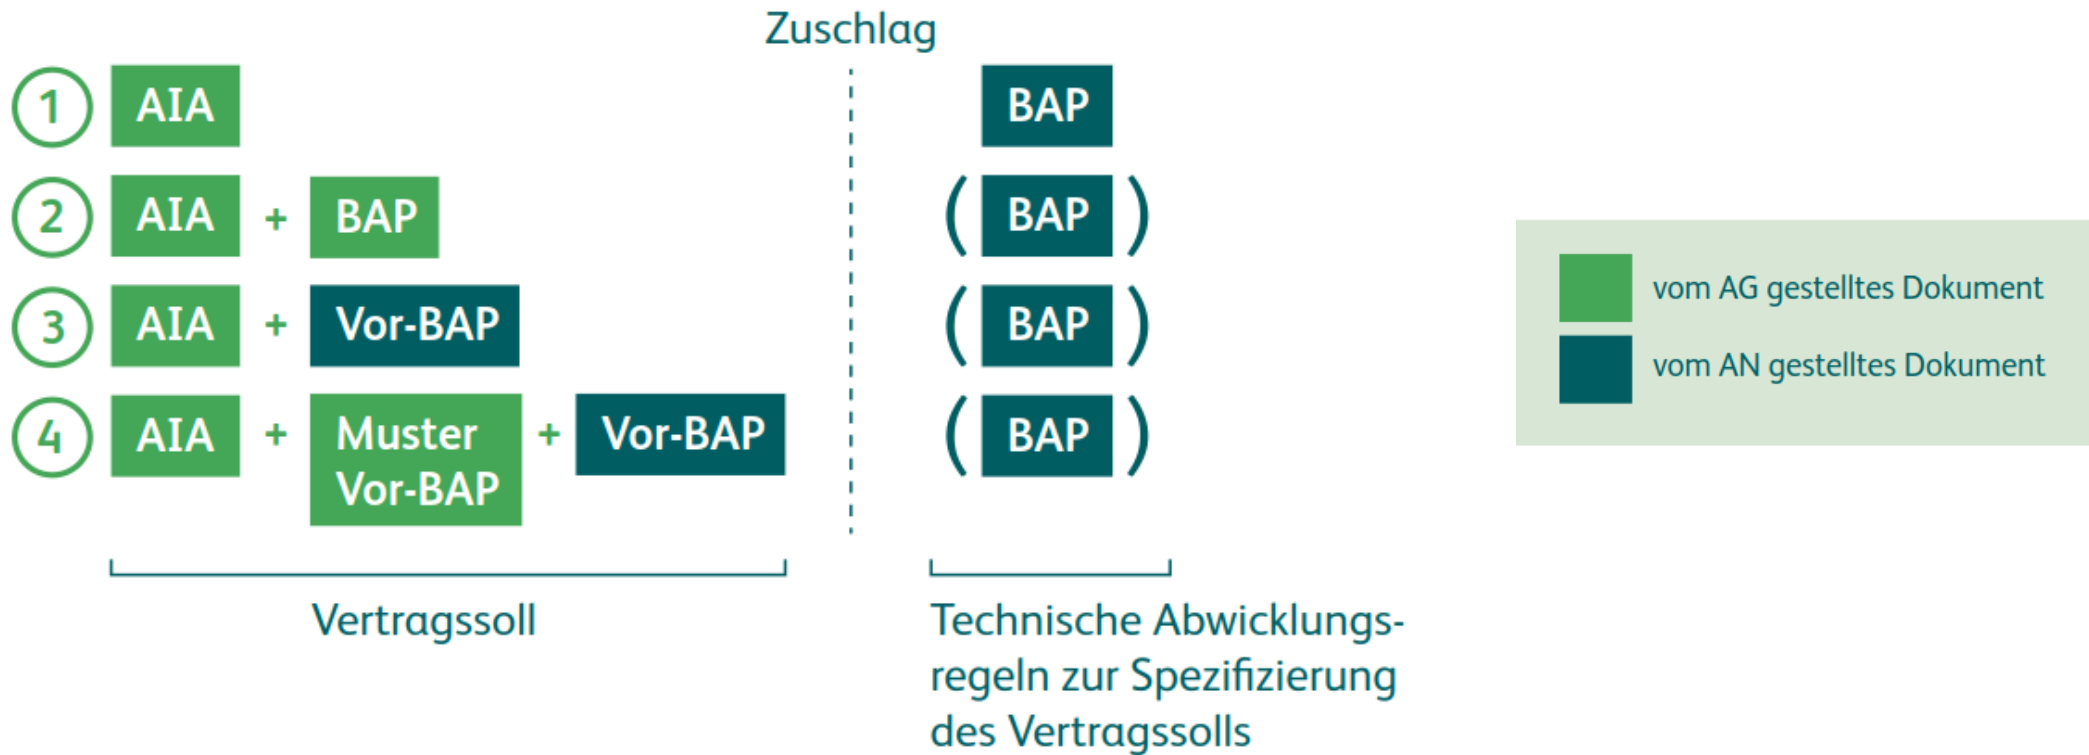 Zuschlag
1 AIA BAP
2 AIA + BAP ( BAP )
3 AIA + Vor-BAP ( BAP )
4 AIA + Muster + Vor-BAP ( BAP )
Vor-BAP
vom AG gestelltes Dokument
vom AN gestelltes Dokument
Vertragssoll
Technische Abwicklungs-
regeln zur Spezifizierung
des Vertragssolls